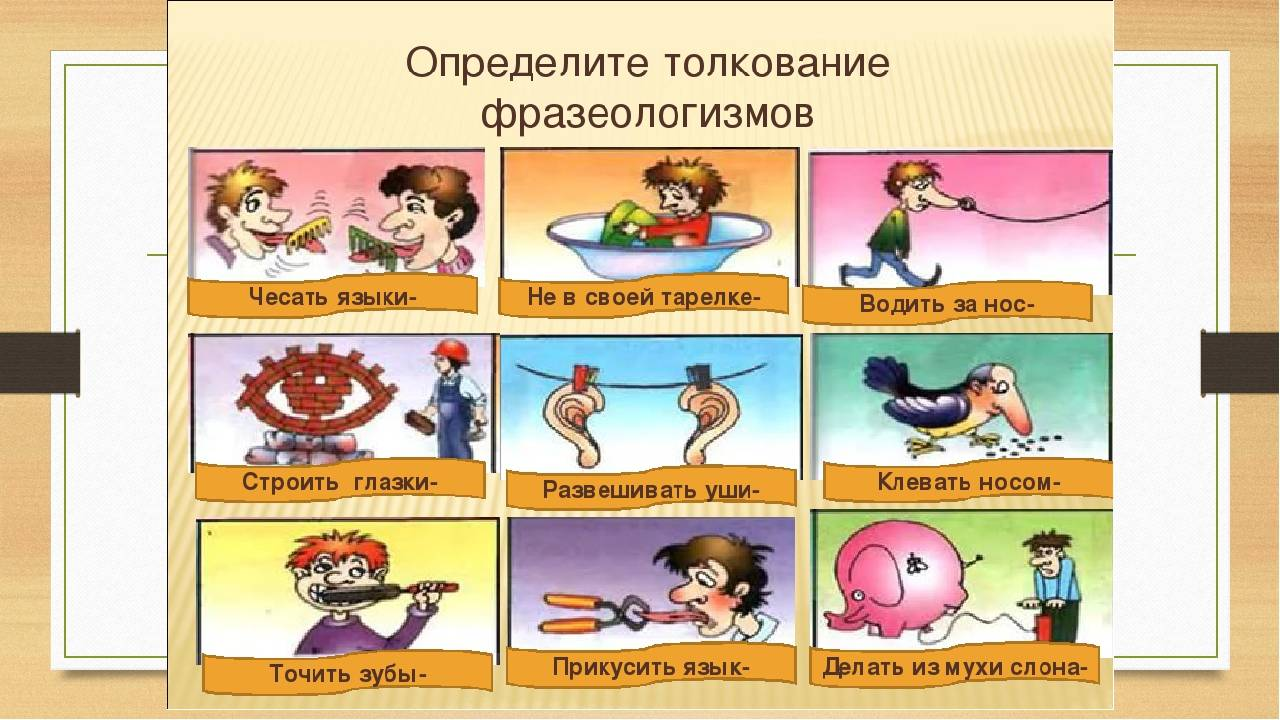 Определите толкование
фразеологизмов
Чесать языки-
Не в своей тарелке-
Водить за нос-
Строить глазки-
Развешивать уши-
Клевать носом-
Точить зубы-
Прикусить язык-
Делать из мухи слона-